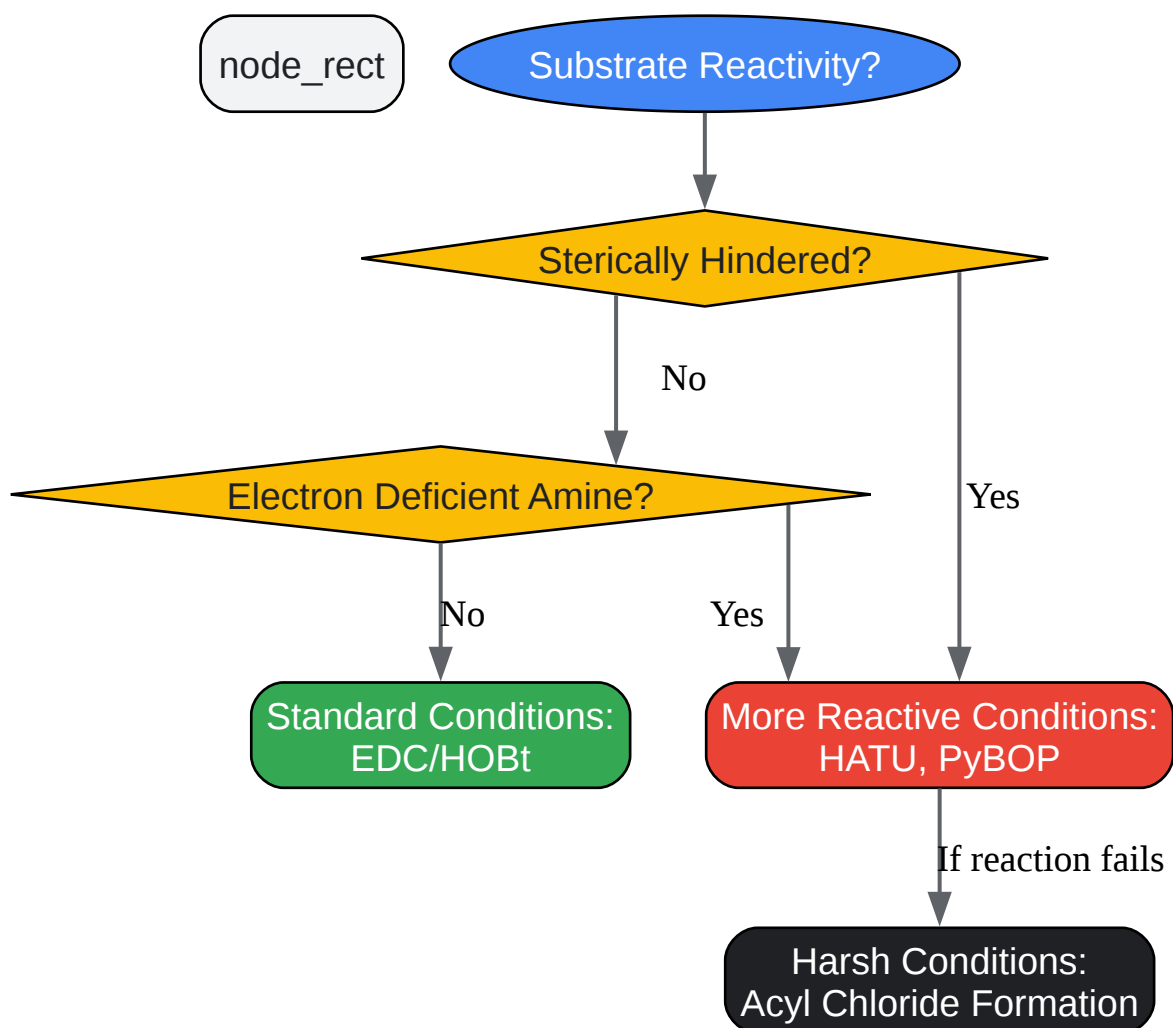 node_rect
Substrate Reactivity?
Sterically Hindered?
No
Electron Deficient Amine?
Yes
No
Yes
Standard Conditions:
EDC/HOBt
More Reactive Conditions:
HATU, PyBOP
If reaction fails
Harsh Conditions:
Acyl Chloride Formation